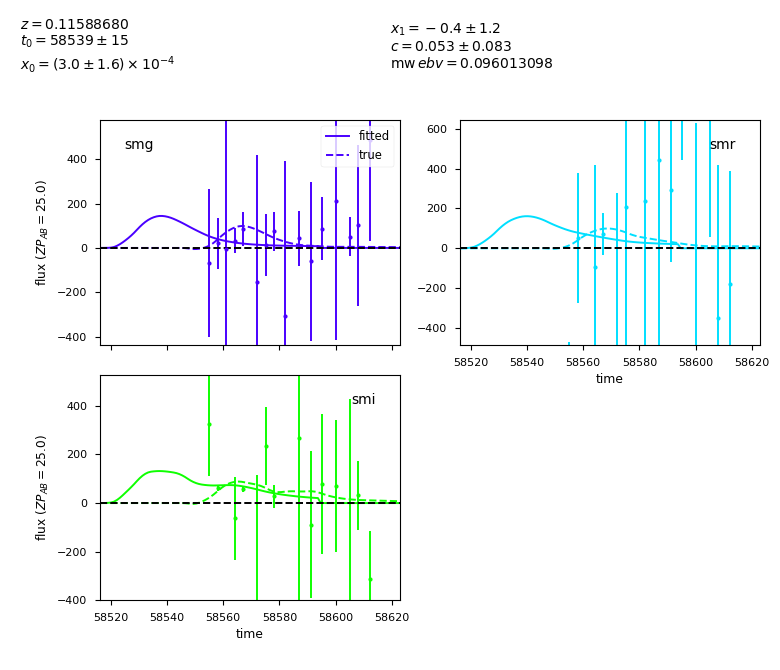 z = 0.11588680
t₀ = 58539 ± 15
x₀ = (3.0 ± 1.6) × 10⁻⁴
x₁ = −0.4 ± 1.2
c = 0.053 ± 0.083
mw ebv = 0.096013098
smg
fitted
true
400
200
0
−200
−400
flux (ZP_AB = 25.0)
smr
600
400
200
0
−200
−400
58520 58540 58560 58580 58600 58620
time
smi
400
200
0
−200
−400
flux (ZP_AB = 25.0)
58520 58540 58560 58580 58600 58620
time